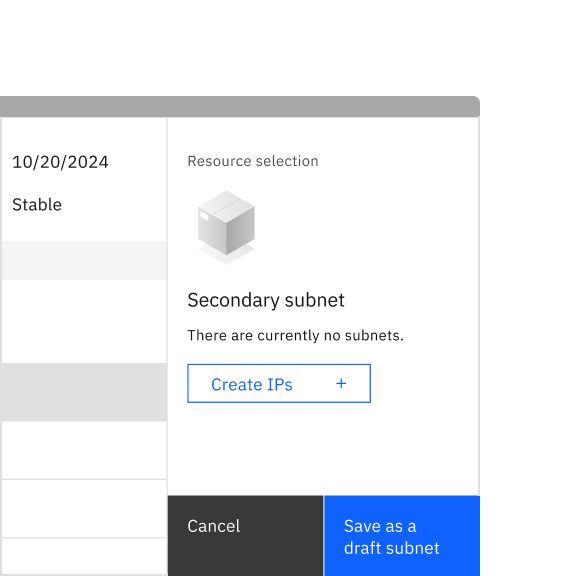 10/20/2024
Stable
Resource selection
Secondary subnet
There are currently no subnets.
Create IPs +
Cancel
Save as a
draft subnet